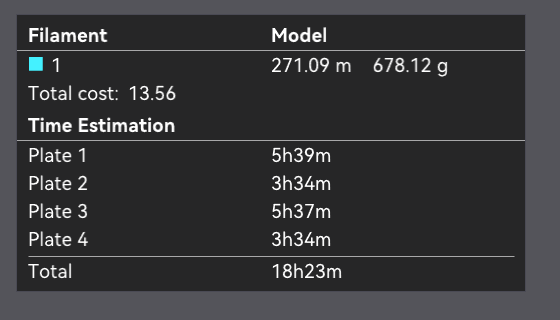 Filament Model
1 271.09 m 678.12 g
Total cost: 13.56
Time Estimation
Plate 1 5h39m
Plate 2 3h34m
Plate 3 5h37m
Plate 4 3h34m
Total 18h23m